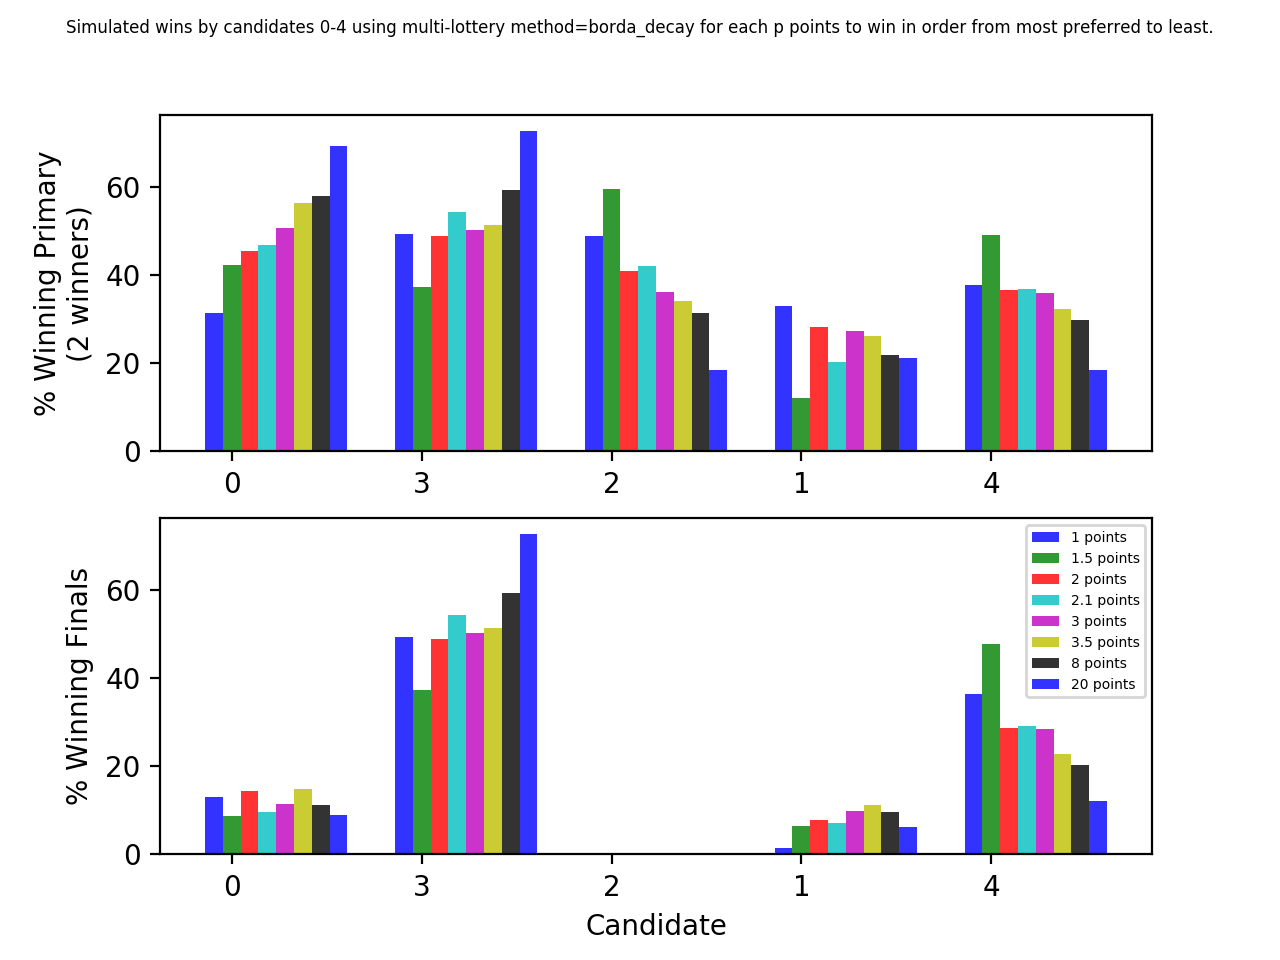 Simulated wins by candidates 0-4 using multi-lottery method=borda_decay for each p points to win in order from most preferred to least.
% Winning Primary
(2 winners)
60
40
20
0
0 3 2 1 4
% Winning Finals
60
40
20
0
1 points
1.5 points
2 points
2.1 points
3 points
3.5 points
8 points
20 points
0 3 2 1 4
Candidate